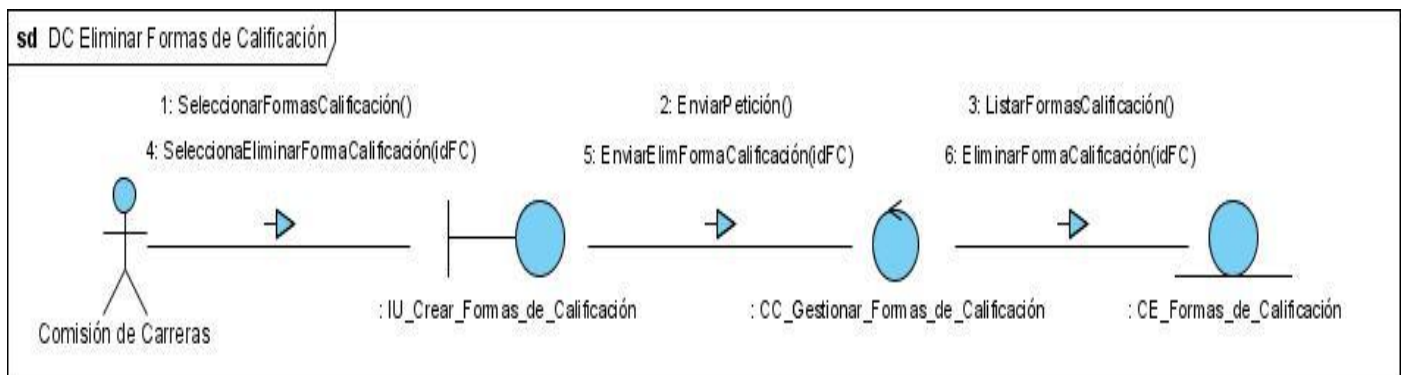 sd DC Eliminar Formas de Calificación
1: SeleccionarFormasCalificación()
2: EnviarPetición()
3: ListarFormasCalificación()
4: SeleccionaEliminarFormaCalificación(idFC)
5: EnviarElimFormaCalificación(idFC)
6: EliminarFormaCalificación(idFC)
: IU_Crear_Formas_de_Calificación
: CC_Gestionar_Formas_de_Calificación
: CE_Formas_de_Calificación
Comisión de Carreras